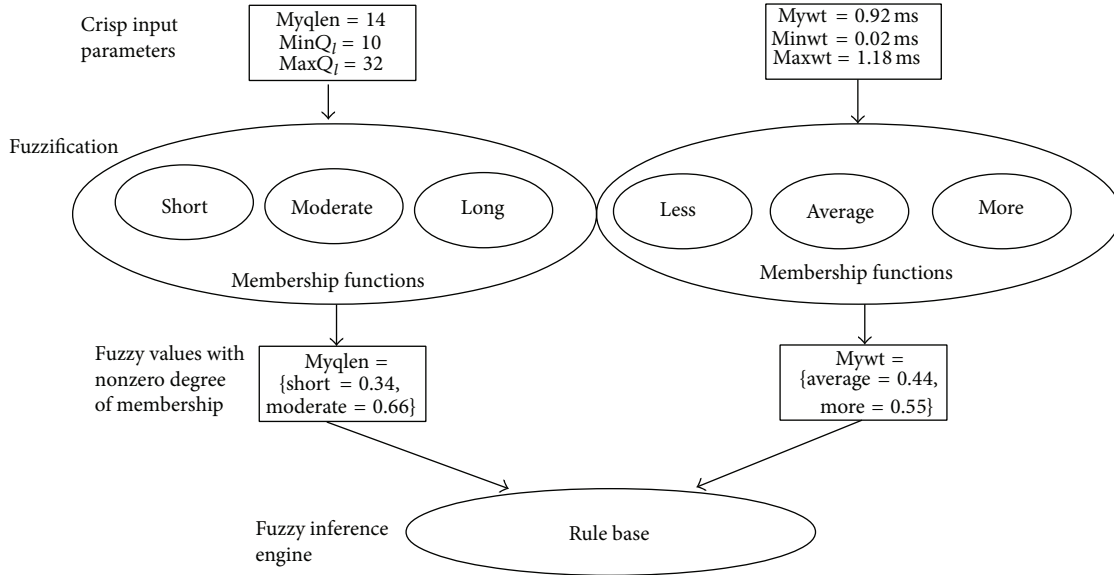 Crisp input
parameters
Myqlen = 14
MinQl = 10
MaxQl = 32
Mywt = 0.92 ms
Minwt = 0.02 ms
Maxwt = 1.18 ms
Fuzzification
Short
Moderate
Long
Membership functions
Less
Average
More
Membership functions
Fuzzy values with
nonzero degree
of membership
Myqlen =
{short = 0.34,
moderate = 0.66}
Mywt =
{average = 0.44,
more = 0.55}
Fuzzy inference
engine
Rule base